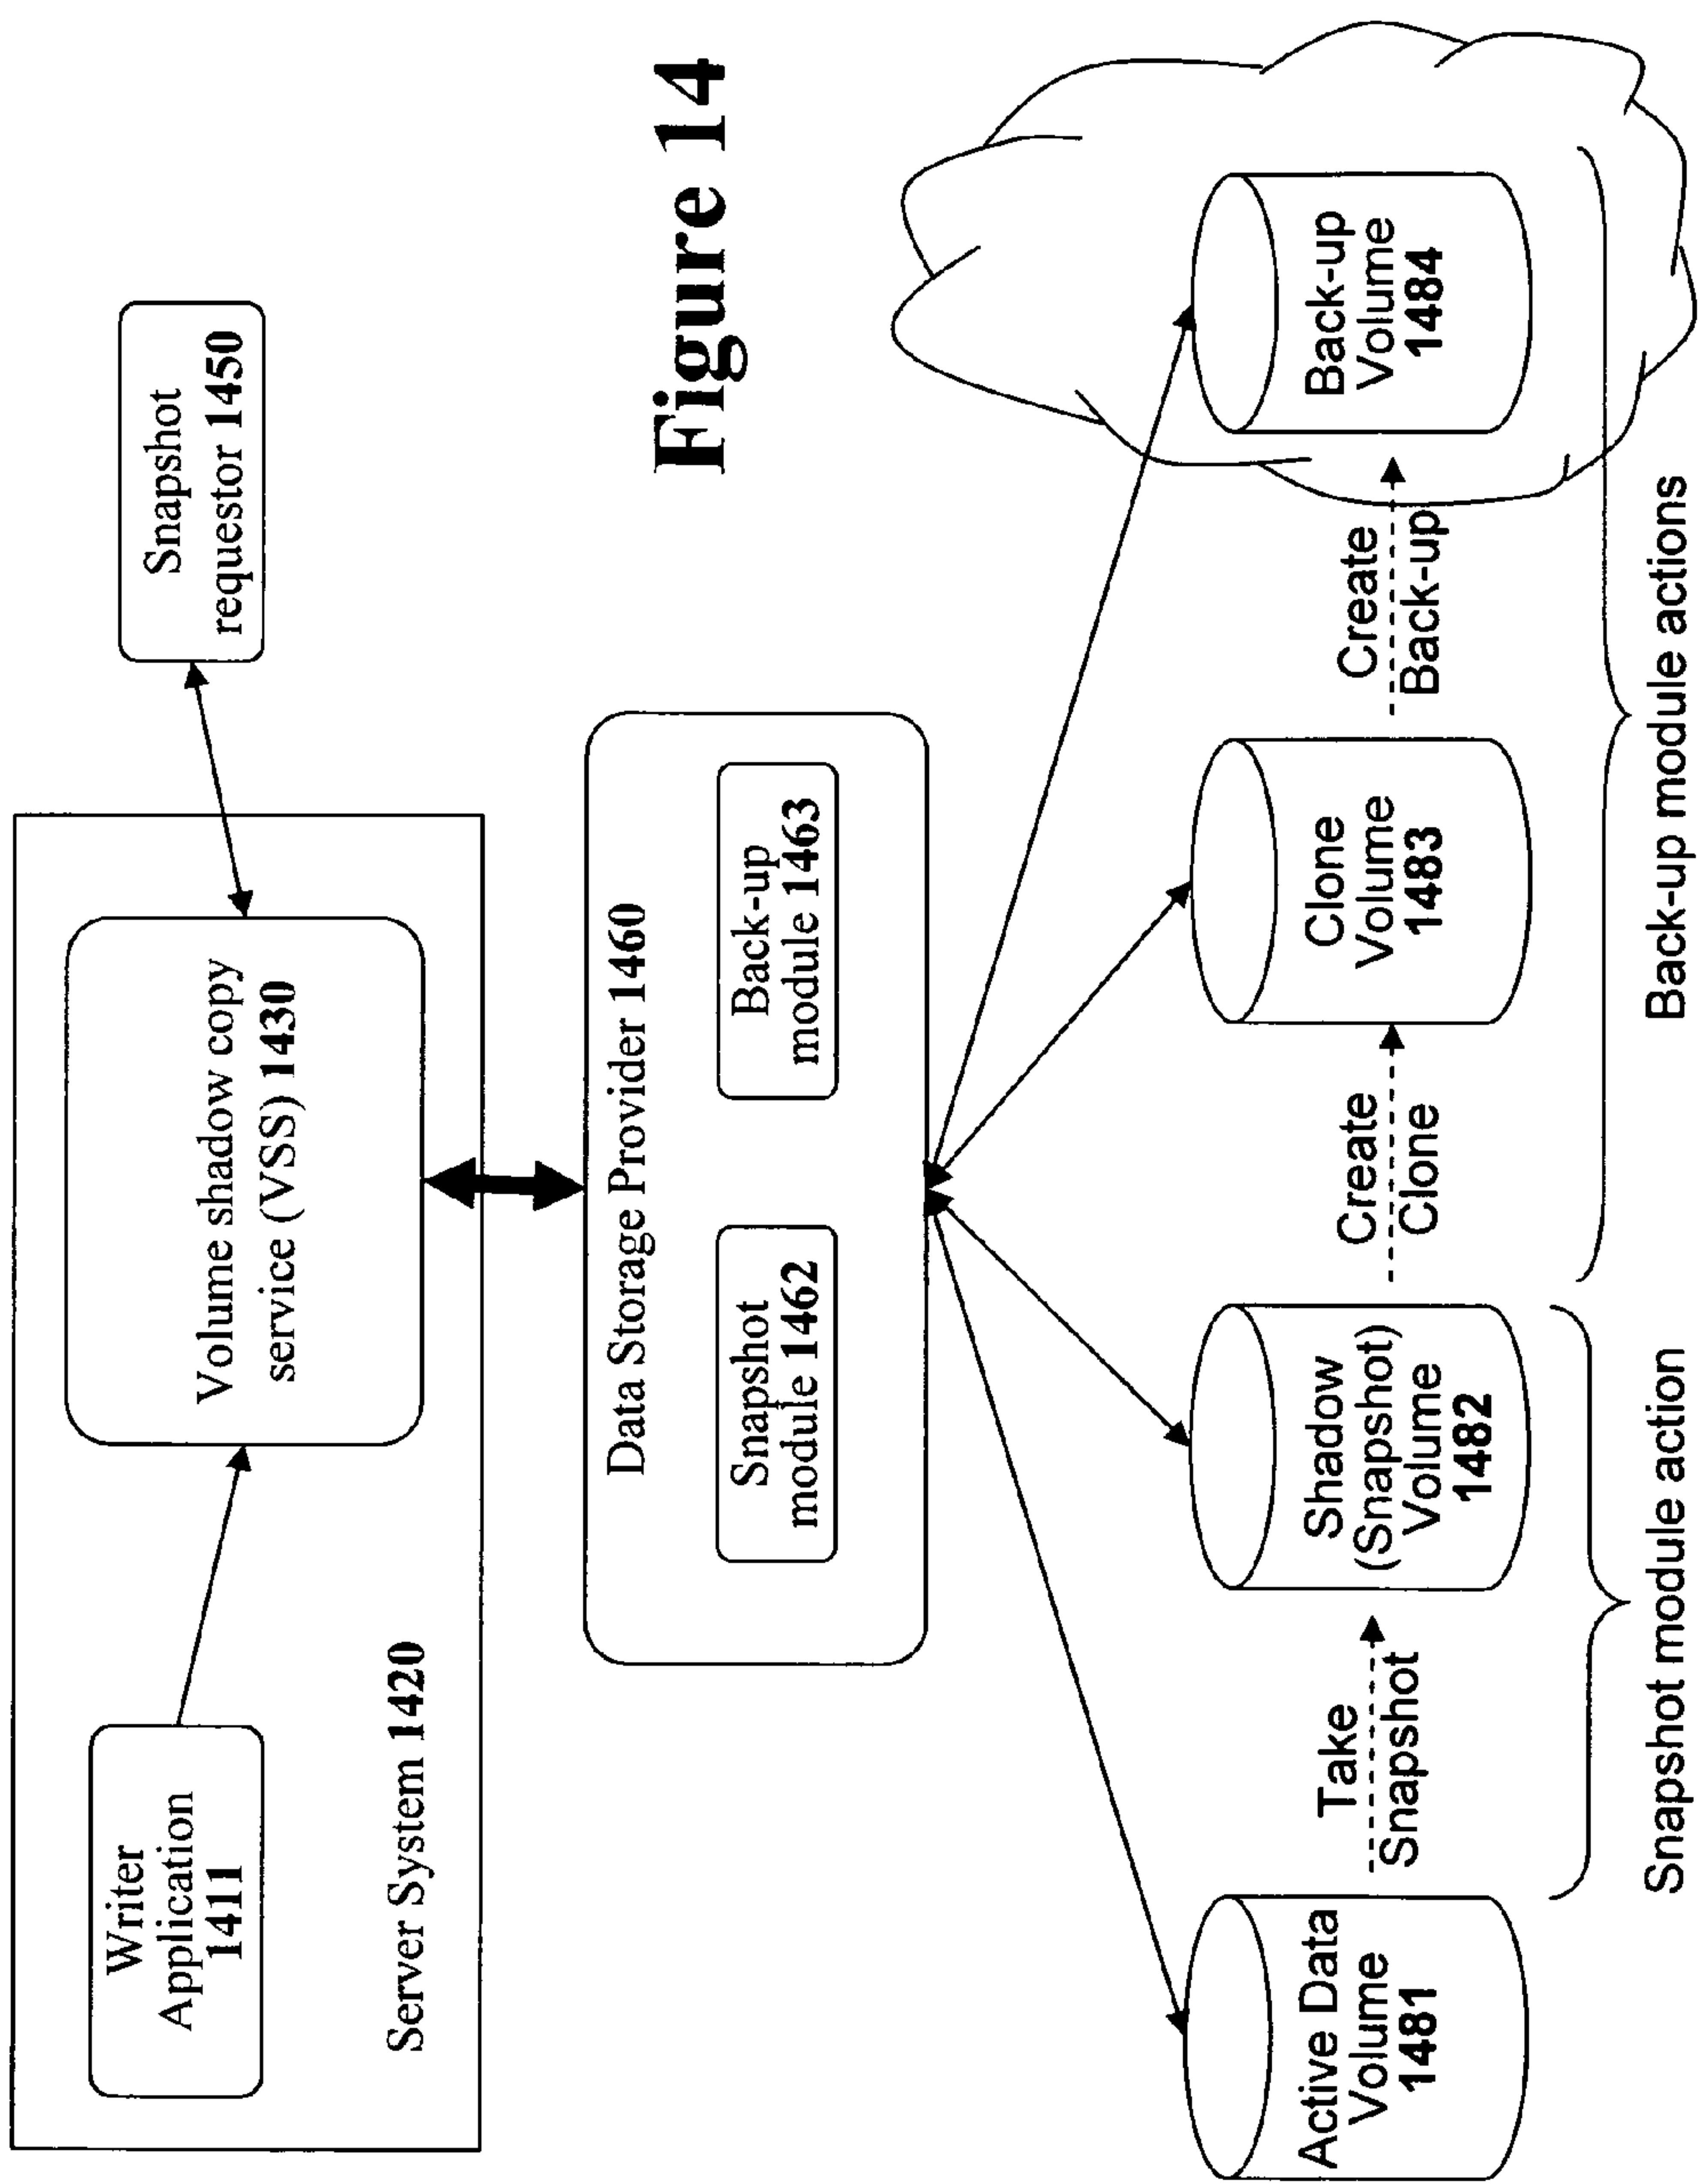 Writer
Application
1411
Volume shadow copy
service (VSS) 1430
Snapshot
requestor 1450
Server System 1420
Figure 14
Data Storage Provider 1460
Snapshot
module 1462
Back-up
module 1463
Active Data
Volume
1481
Take
Snapshot
Shadow
(Snapshot)
Volume
1482
Create
Clone
Clone
Volume
1483
Create
Back-up
Back-up
Volume
1484
Snapshot module action
Back-up module actions